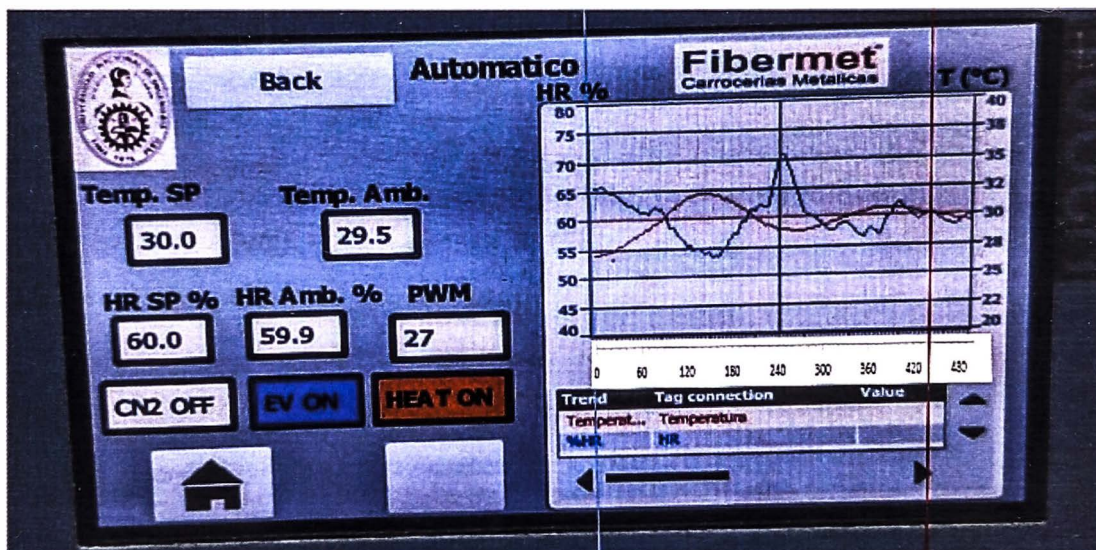 Back
Automatico
Fibermet
Carrocerias Metalicas
HR %
T (°C)
Temp. SP
Temp. Amb.
30.0
29.5
HR SP %
HR Amb. %
PWM
60.0
59.9
27
CN2 OFF
EV ON
HEAT ON
80
75
70
65
60
55
50
45
40
40
38
35
32
30
28
25
22
20
0 60 120 180 240 300 360 420 480
Trend Tag connection Value
Temperat... Temperatura
%HR HR